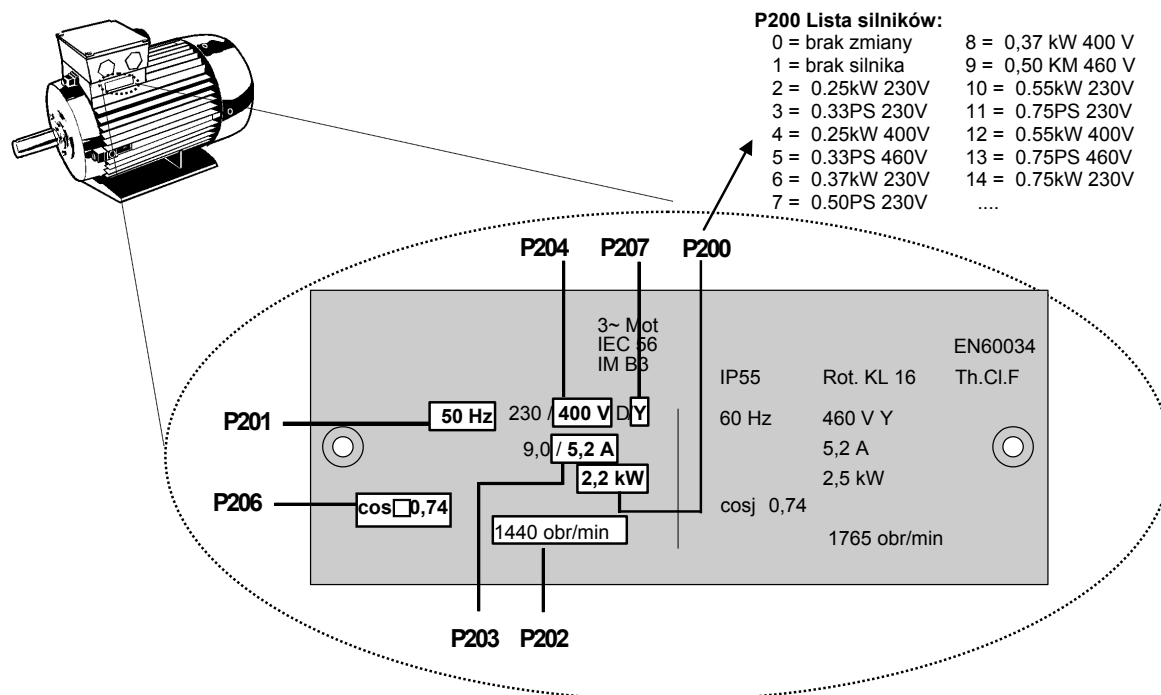 P200 Lista silników:
0 = brak zmiany
1 = brak silnika
2 = 0.25kW 230V
3 = 0.33PS 230V
4 = 0.25kW 400V
5 = 0.33PS 460V
6 = 0.37kW 230V
7 = 0.50PS 230V
8 = 0,37 kW 400 V
9 = 0,50 KM 460 V
10 = 0.55kW 230V
11 = 0.75PS 230V
12 = 0.55kW 400V
13 = 0.75PS 460V
14 = 0.75kW 230V
....
P204 P207 P200
3~ Mot
IEC 56
IM B3
EN60034
IP55 Rot. KL 16 Th.Cl.F
P201
50 Hz 230 / 400 V D Y
60 Hz 460 V Y
9,0 / 5,2 A
5,2 A
2,2 kW
2,5 kW
P206
cos□0,74
cosj 0,74
1440 obr/min
1765 obr/min
P203 P202